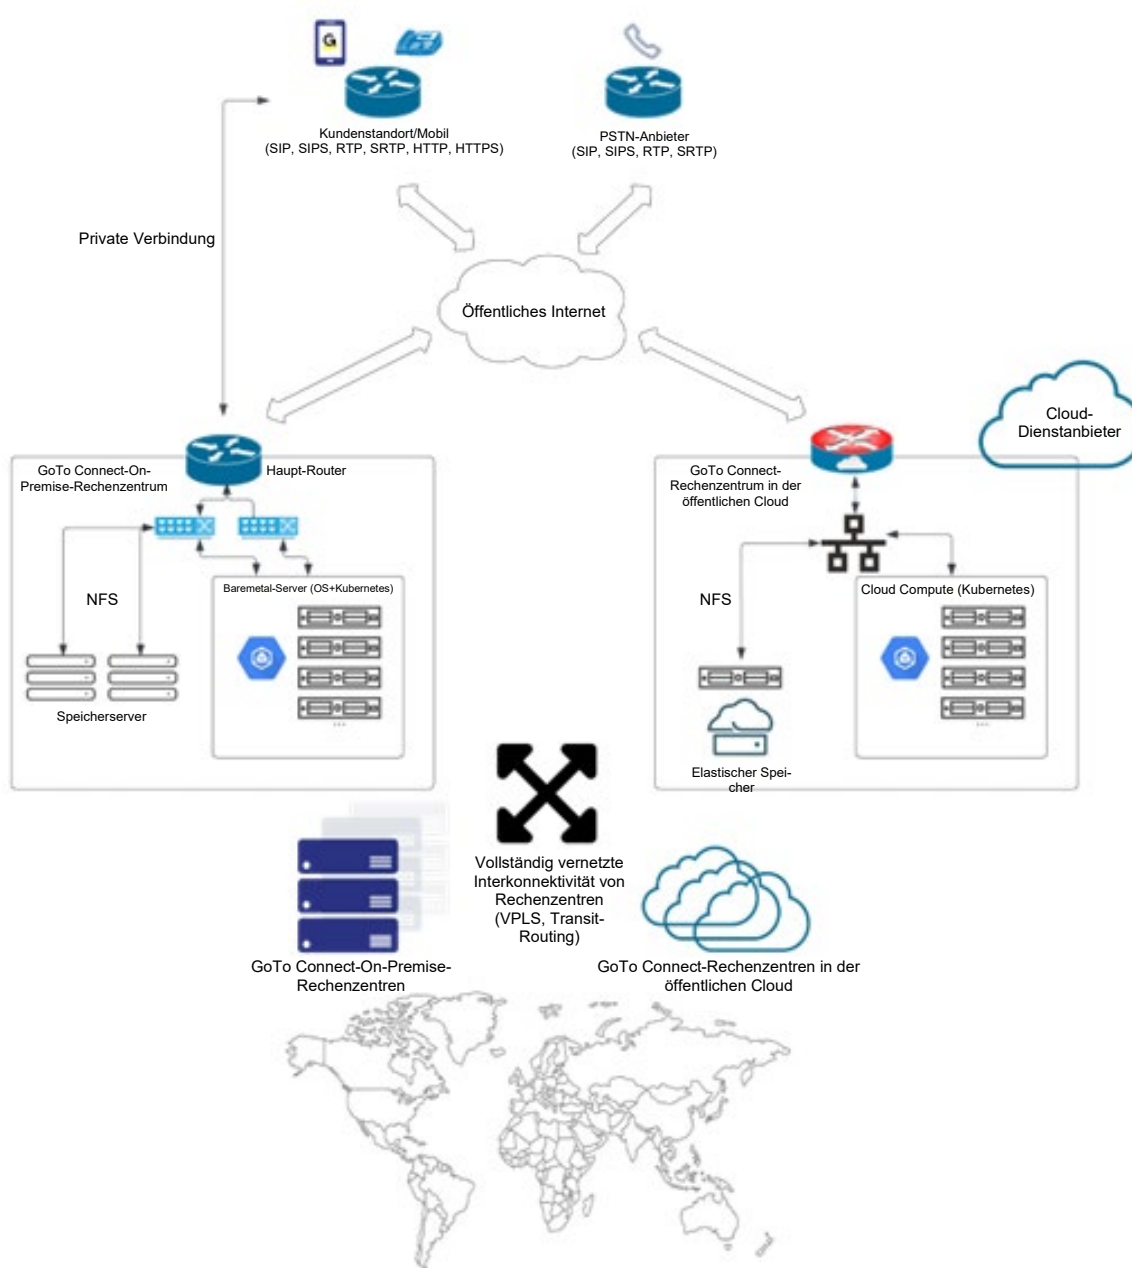 G
Kundenstandort/Mobil
(SIP, SIPS, RTP, SRTP, HTTP, HTTPS)
PSTN-Anbieter
(SIP, SIPS, RTP, SRTP)
Private Verbindung
Öffentliches Internet
Cloud-
Dienstanbieter
GoTo Connect-On-
Premise-Rechenzentrum
Haupt-Router
NFS
Baremetal-Server (OS+Kubernetes)
Speicherserver
GoTo Connect-
Rechenzentrum in der
öffentlichen Cloud
NFS
Cloud Compute (Kubernetes)
Elastischer Spei-
cher
Vollständig vernetzte
Interkonnektivität von
Rechenzentren
(VPLS, Transit-
Routing)
GoTo Connect-On-Premise-
Rechenzentren
GoTo Connect-Rechenzentren in der
öffentlichen Cloud